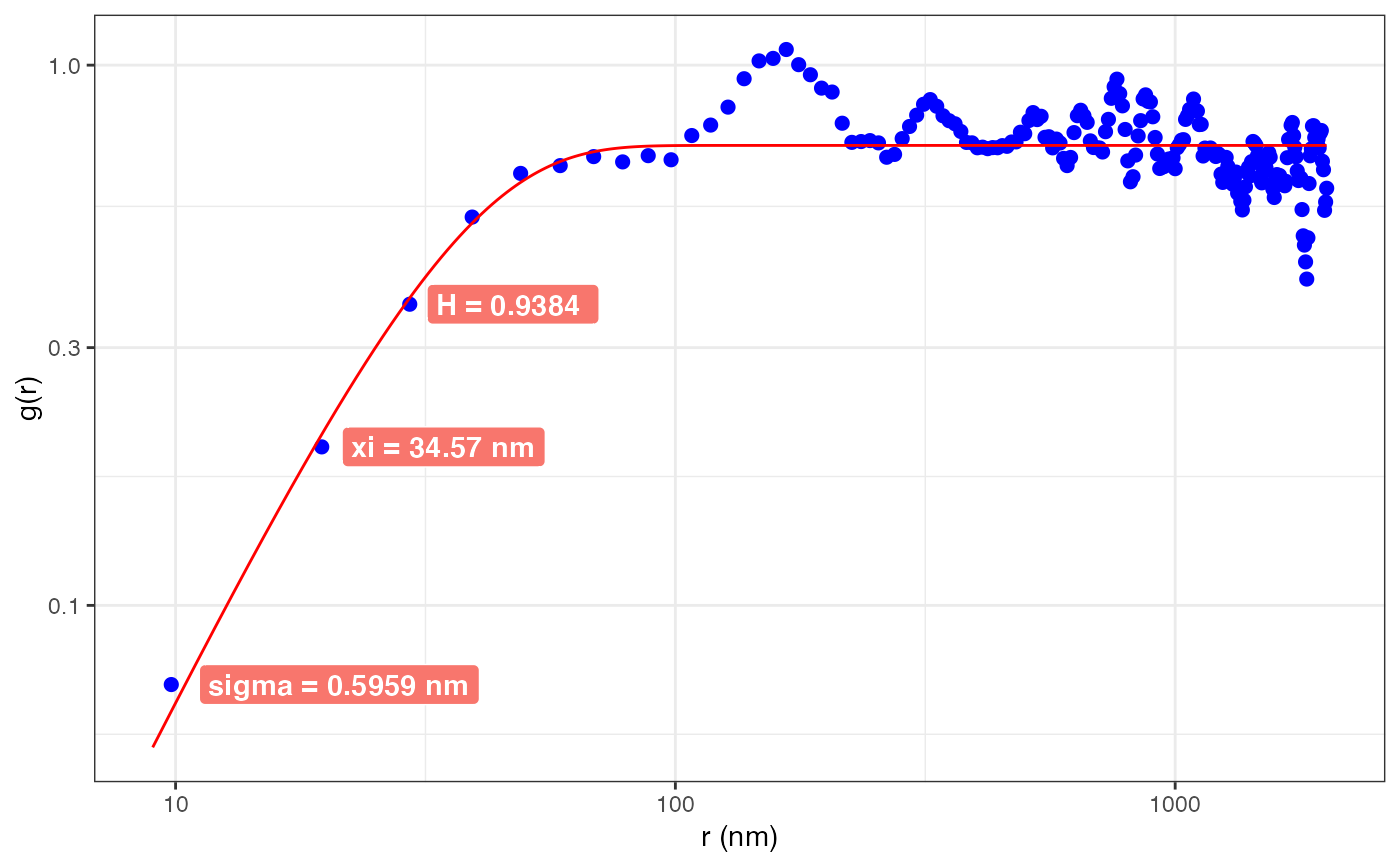 1.0
0.3
0.1
g(r)
H = 0.9384
xi = 34.57 nm
sigma = 0.5959 nm
10
100
1000
r (nm)